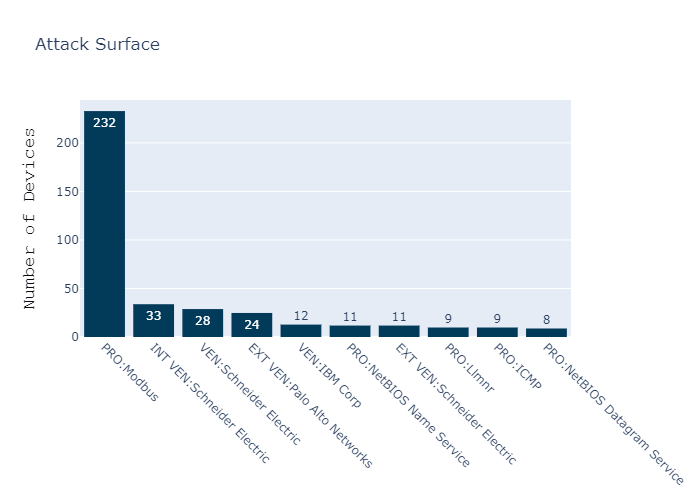 Attack Surface
Number of Devices
200
150
100
50
0
232
33
28
24
12
11
11
9
9
8
PRO:Modbus
INT VEN:Schneider Electric
VEN:Schneider Electric
EXT VEN:Palo Alto Networks
VEN:IBM Corp
PRO:NetBIOS Name Service
EXT VEN:Schneider Electric
PRO:Llmnr
PRO:ICMP
PRO:NetBIOS Datagram Service